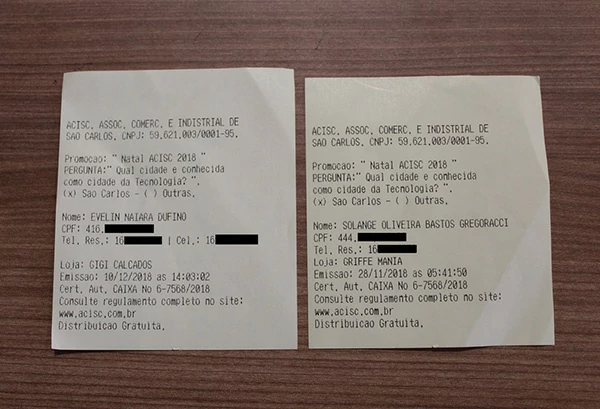 ACISC, ASSOC, COMERC, E INDISTRIAL DE
SAO CARLOS, CNPJ: 59.621.003/0001-95.
Promocao: " Natal ACISC 2018 "
PERGUNTA:" Qual cidade e conhecida
como cidade da Tecnologia? ".
(x) Sao Carlos - ( ) Outras.
Nome: EVELIN NAIARA DUFINO
CPF: 416.
Tel. Res.: 16 | Cel.: 16
Loja: GIGI CALCADOS
Emissao: 10/12/2018 as 14:03:02
Cert. Aut. CAIXA No 6-7568/2018
Consulte regulamento completo no site:
www.acisc.com.br
Distribuicao Gratuita.
ACISC, ASSOC, COMERC, E INDISTRIAL DE
SAO CARLOS, CNPJ: 59.621.003/0001-95.
Promocao: " Natal ACISC 2018 "
PERGUNTA:" Qual cidade e conhecida
como cidade da Tecnologia? ".
(x) Sao Carlos - ( ) Outras.
Nome: SOLANGE OLIVEIRA BASTOS GREGORACCI
CPF: 444.
Tel. Res.: 16
Loja: GRIFFE MANIA
Emissao: 28/11/2018 as 05:41:50
Cert. Aut. CAIXA No 6-7568/2018
Consulte regulamento completo no site:
www.acisc.com.br
Distribuicao Gratuita.